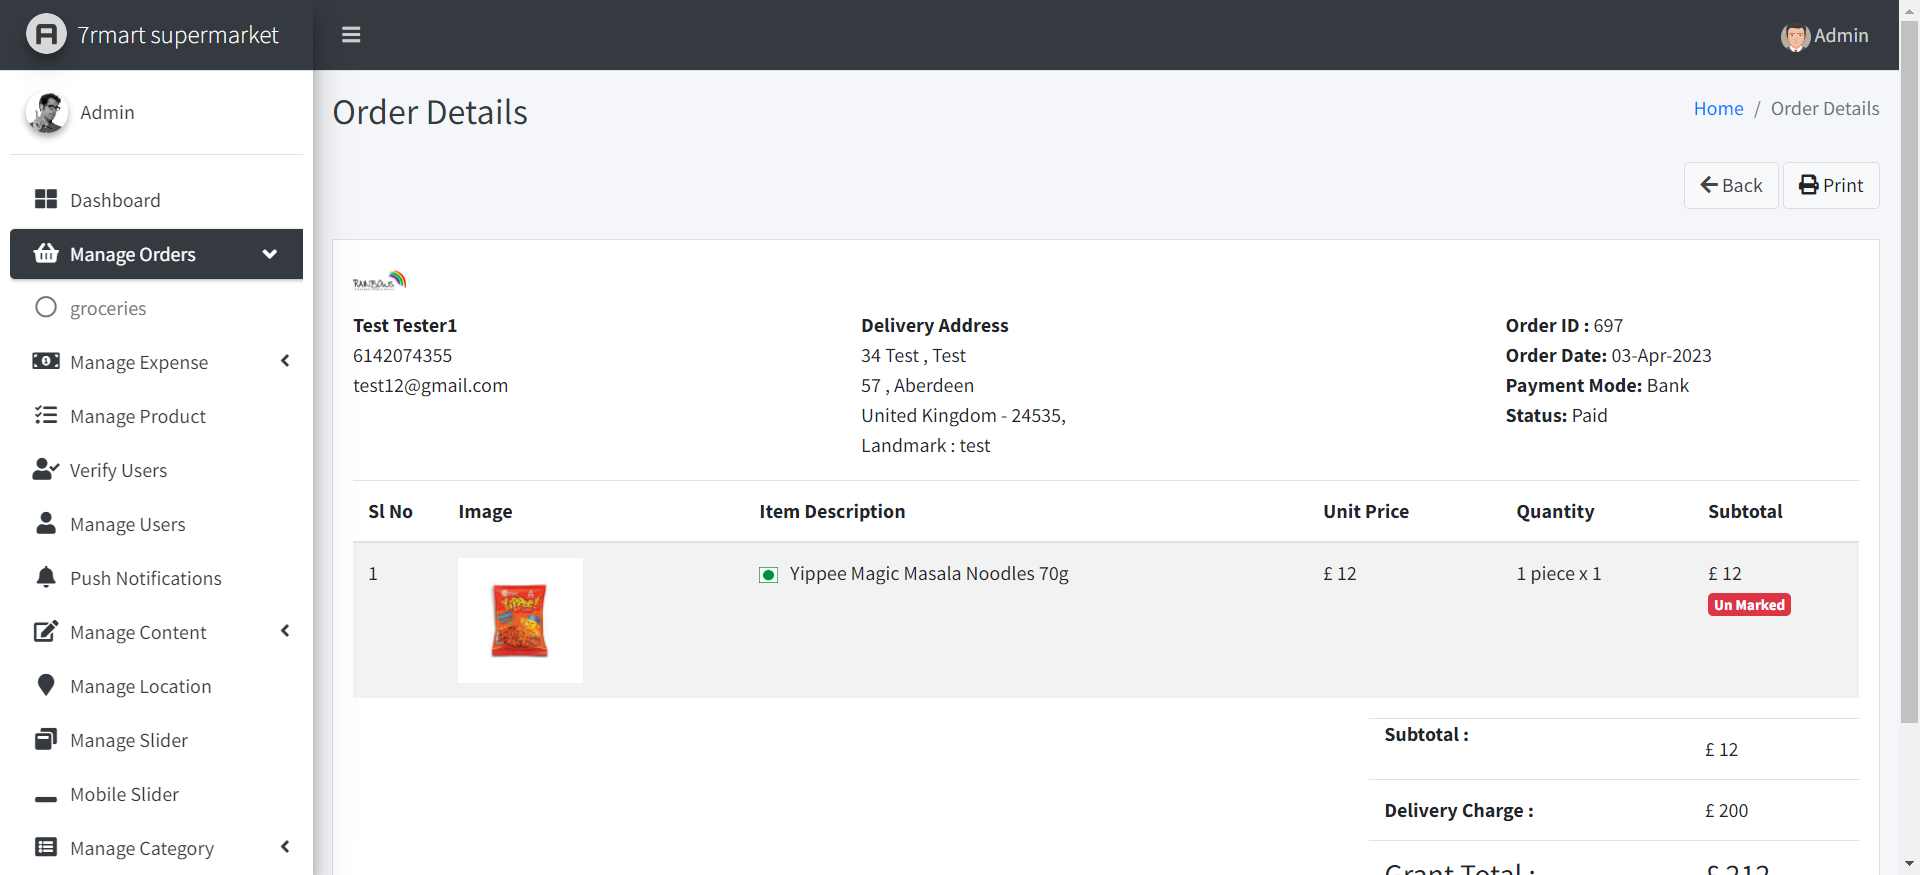 7rmart supermarket
Admin
Admin
Dashboard
Manage Orders
groceries
Manage Expense
Manage Product
Verify Users
Manage Users
Push Notifications
Manage Content
Manage Location
Manage Slider
Mobile Slider
Manage Category
Order Details
Home / Order Details
Back
Print
RAINBOWS
Test Tester1
6142074355
test12@gmail.com
Delivery Address
34 Test , Test
57 , Aberdeen
United Kingdom - 24535,
Landmark : test
Order ID : 697
Order Date: 03-Apr-2023
Payment Mode: Bank
Status: Paid
Sl No Image Item Description Unit Price Quantity Subtotal
1 Yippee Magic Masala Noodles 70g £ 12 1 piece x 1 £ 12
YiPPee!
Un Marked
Subtotal : £ 12
Delivery Charge : £ 200
Grant Total : £ 212